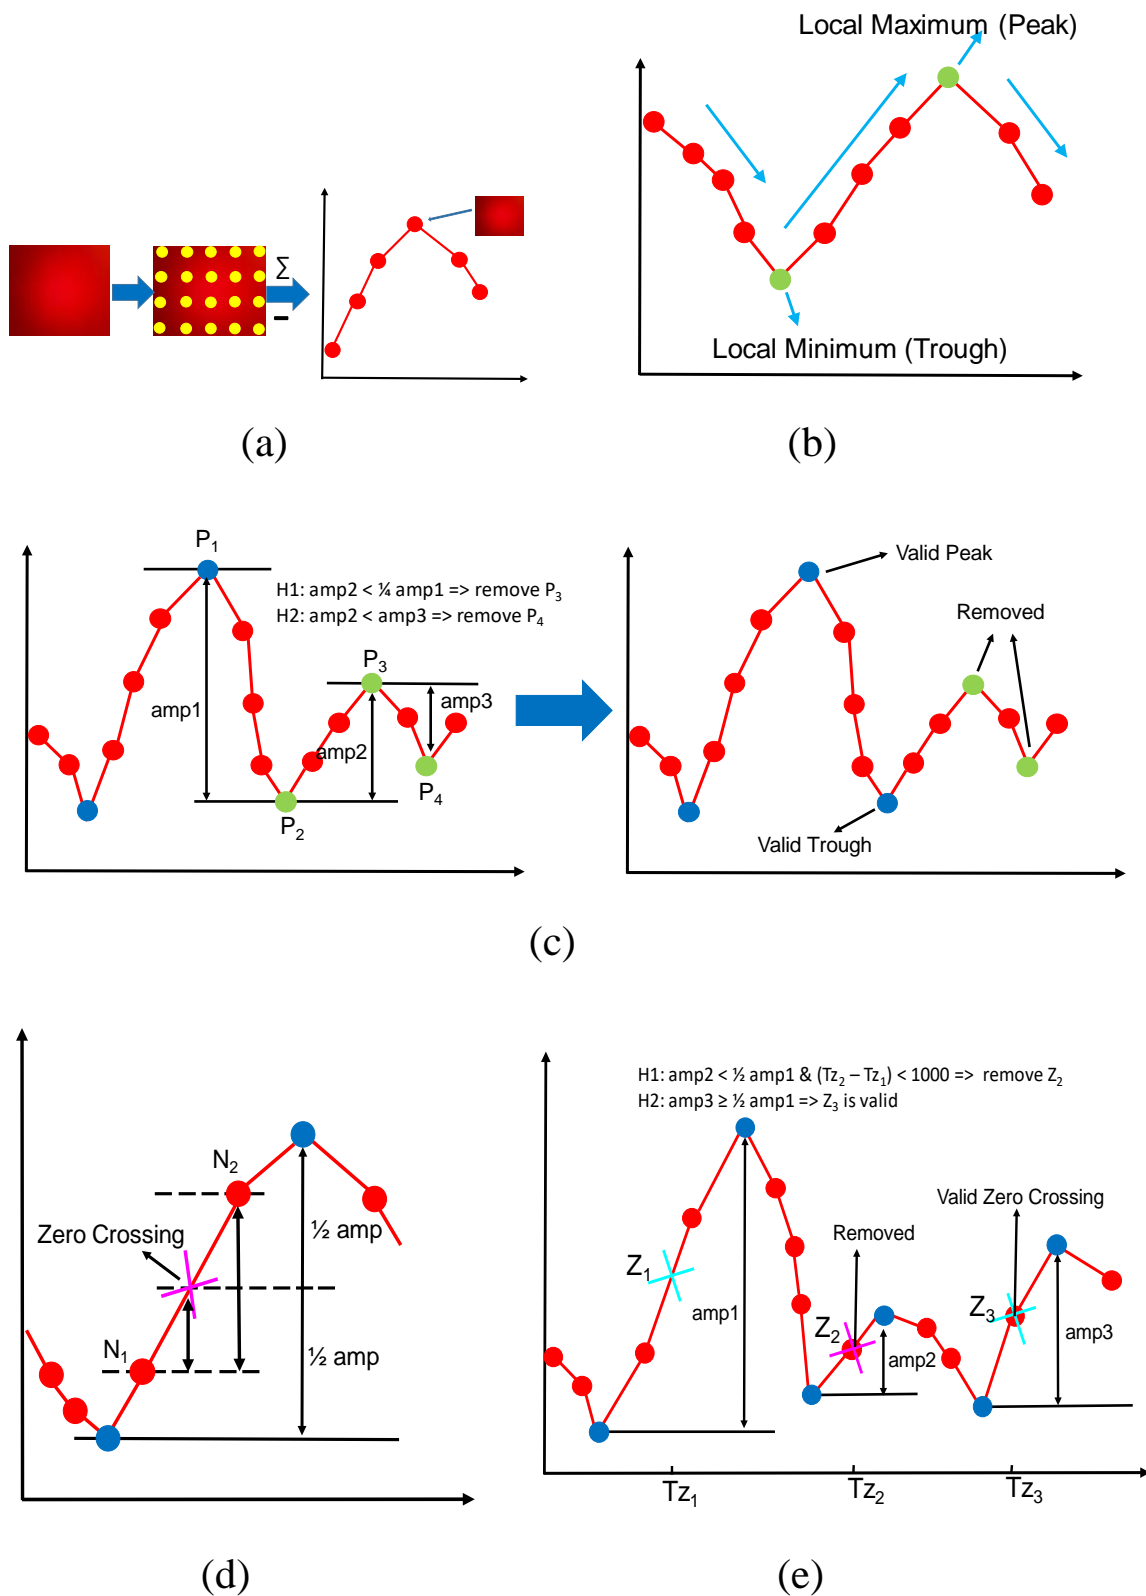 Local Maximum (Peak)
Σ
-
Local Minimum (Trough)
(a)
(b)
P1
H1: amp2 < ¼ amp1 => remove P3
H2: amp2 < amp3 => remove P4
P3
amp1
amp2
amp3
P4
P2
Valid Peak
Removed
Valid Trough
(c)
N2
Zero Crossing
½ amp
N1
½ amp
H1: amp2 < ½ amp1 & (Tz2 – Tz1) < 1000 => remove Z2
H2: amp3 ≥ ½ amp1 => Z3 is valid
Valid Zero Crossing
Removed
Z1
amp1
Z2
amp2
Z3
amp3
Tz1
Tz2
Tz3
(d)
(e)